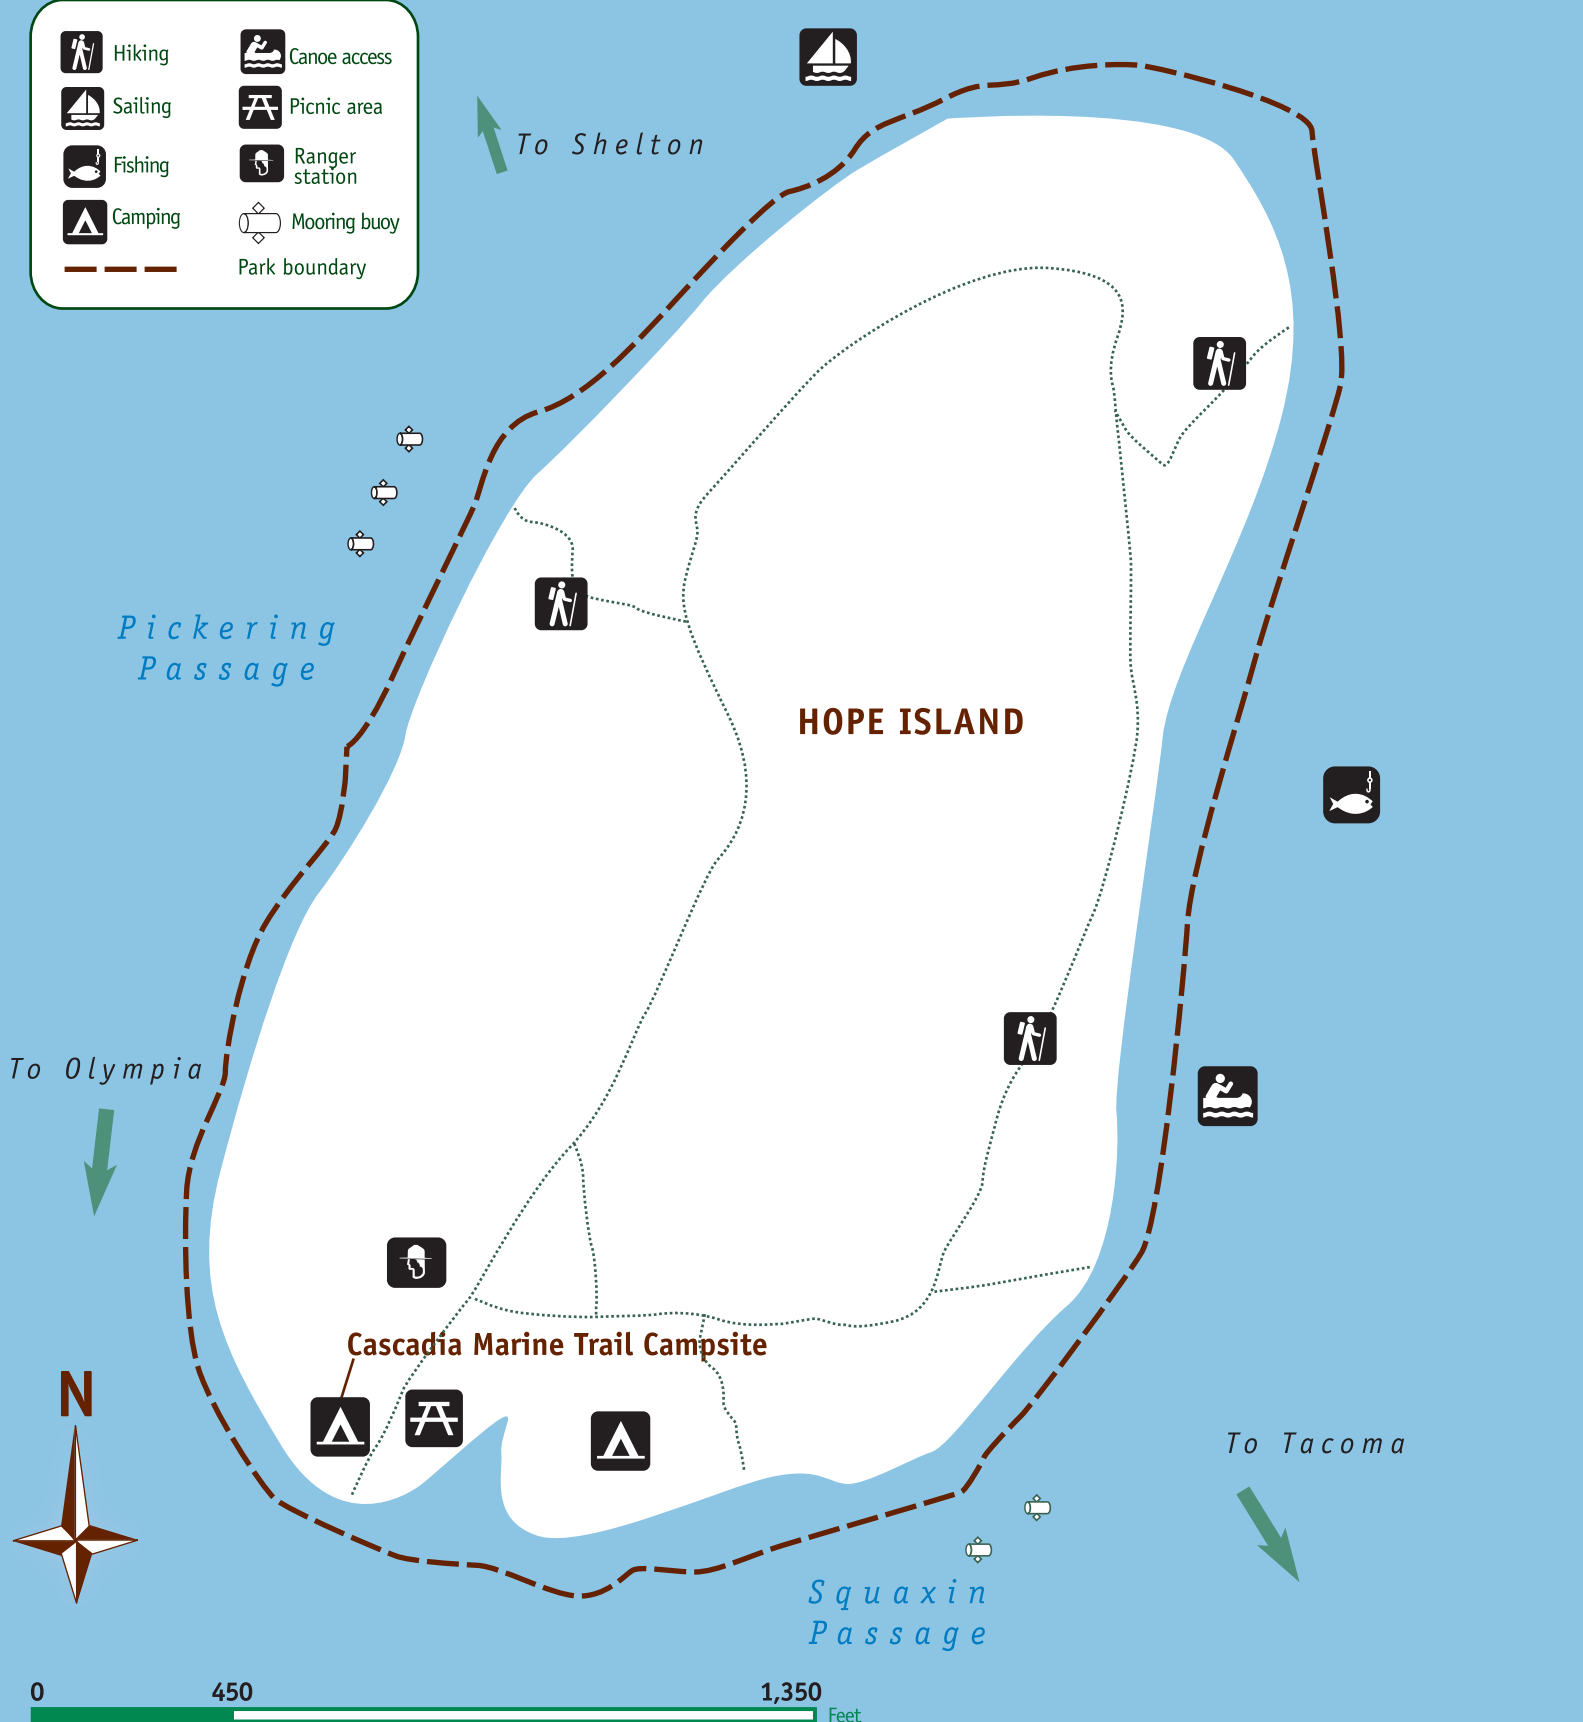 Hiking
Canoe access
Sailing
Picnic area
Fishing
Ranger
station
Camping
Mooring buoy
Park boundary
To Shelton
Pickering
Passage
HOPE ISLAND
To Olympia
Cascadia Marine Trail Campsite
N
To Tacoma
Squaxin
Passage
0 450 1,350
Feet